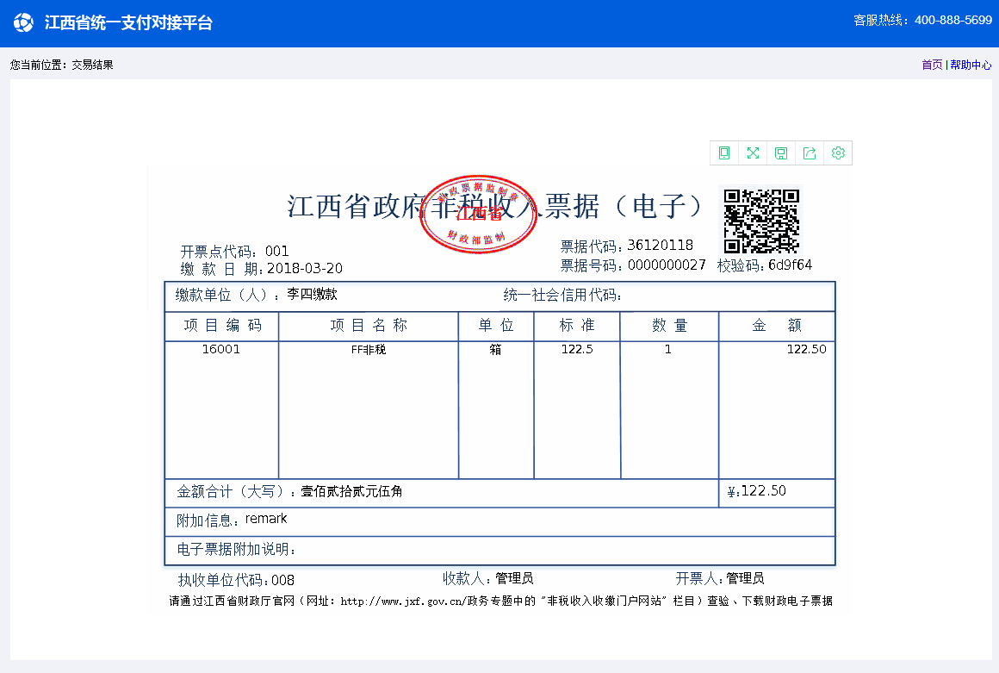 江西省统一支付对接平台
客服热线：400-888-5699
您当前位置：交易结果
首页 | 帮助中心
江西省政府非税收入票据（电子）
财政票据监制章
江西省
财政部监制
开票点代码：001
票据代码：36120118
缴 款 日 期：2018-03-20
票据号码：0000000027 校验码：6d9f64
缴款单位（人）：李四缴款 统一社会信用代码：
项 目 编 码 项 目 名 称 单 位 标 准 数 量 金 额
16001 FF非税 箱 122.5 1 122.50
金额合计（大写）：壹佰贰拾贰元伍角 ¥：122.50
附加信息：remark
电子票据附加说明：
执收单位代码：008 收款人：管理员 开票人：管理员
请通过江西省财政厅官网（网址：http://www.jxf.gov.cn/政务专题中的"非税收入收缴门户网站"栏目）查验、下载财政电子票据